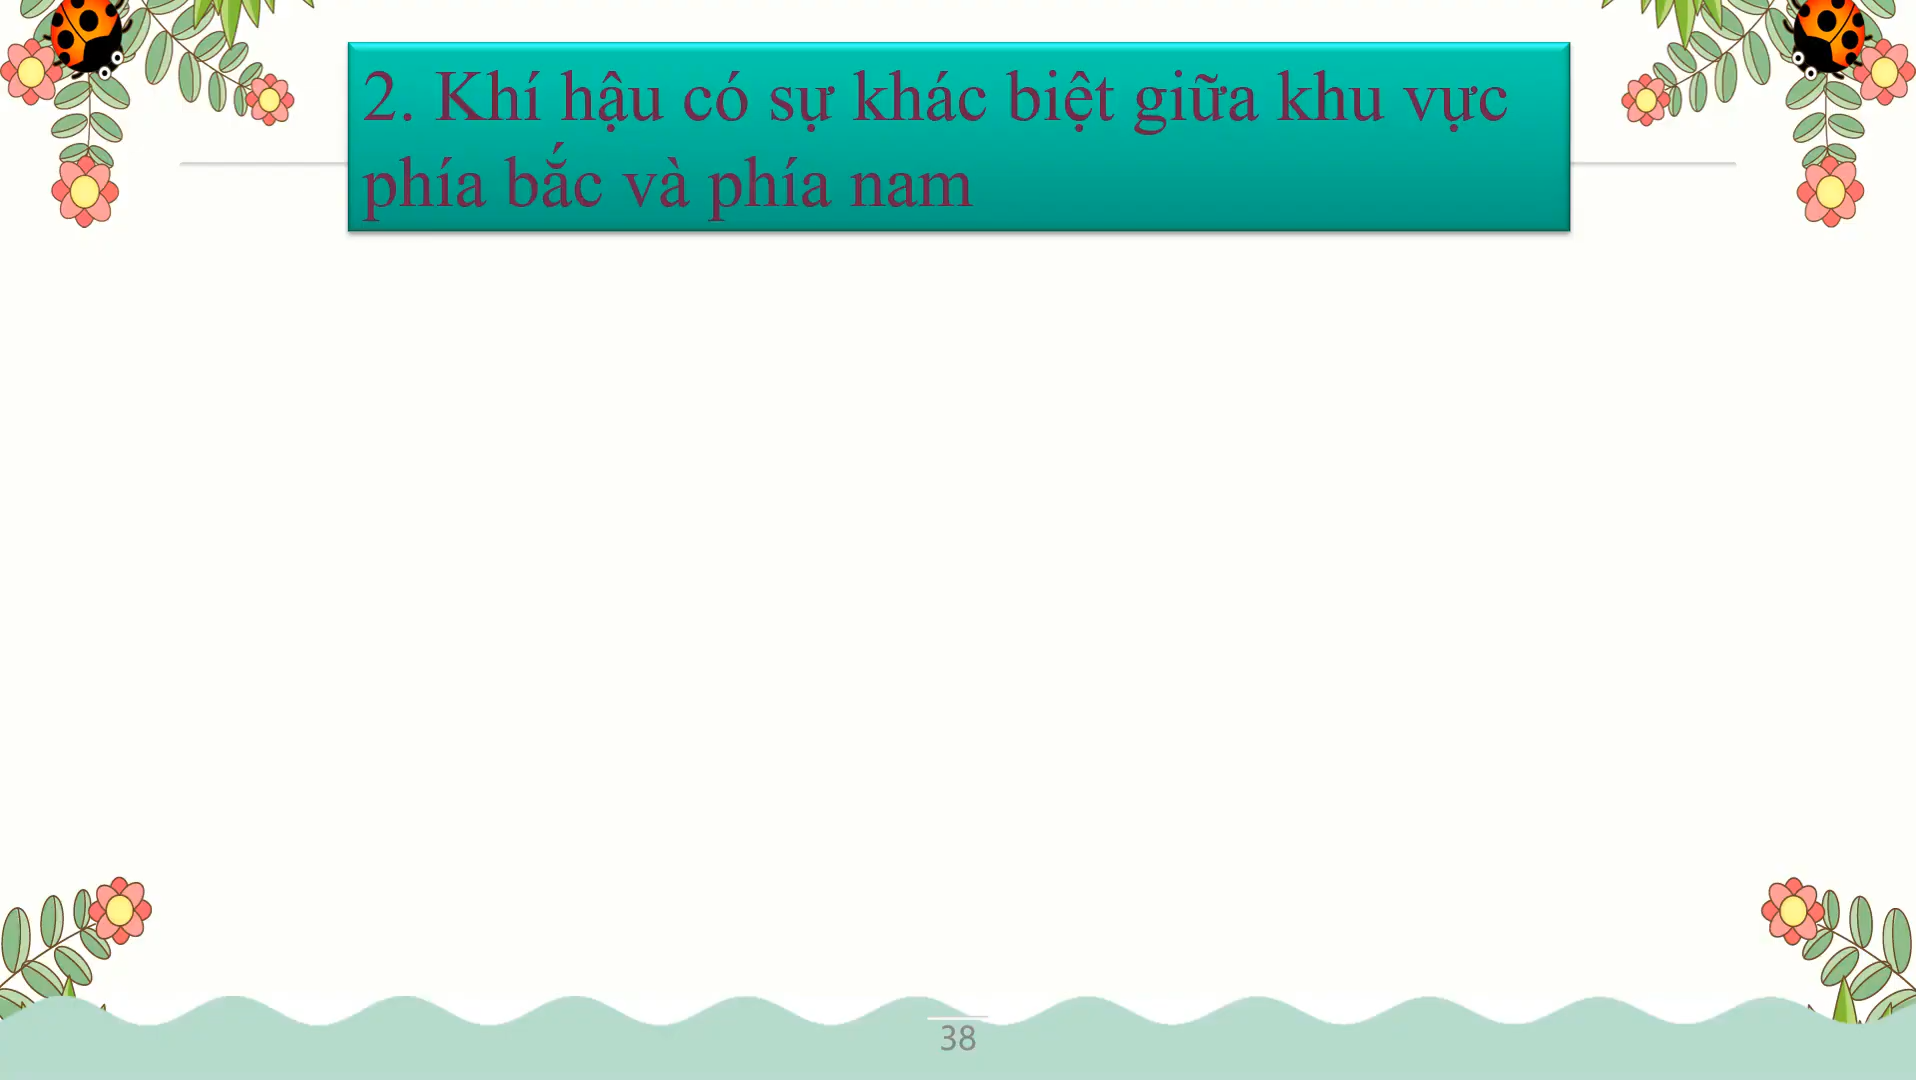 2. Khí hậu có sự khác biệt giữa khu vực
phía bắc và phía nam
38